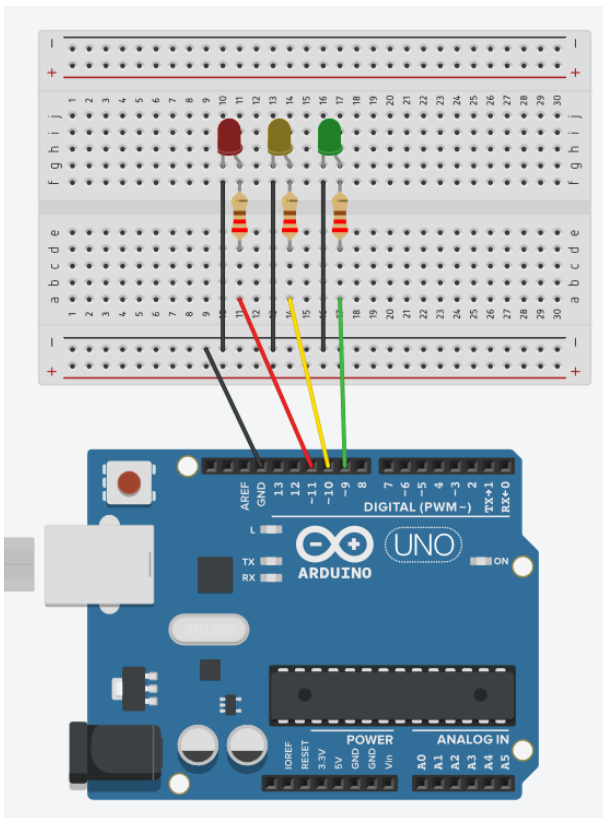 1 2 3 4 5 6 7 8 9 10 11 12 13 14 15 16 17 18 19 20 21 22 23 24 25 26 27 28 29 30
j j
i i
h h
g g
f f
e e
d d
c c
b b
a a
AREF GND 13 12 ~11 ~10 ~9 8 7 ~6 ~5 4 ~3 2 TX→1 RX←0
DIGITAL (PWM~)
L
TX
RX
ARDUINO
UNO
ON
POWER
ANALOG IN
IOREF RESET 3.3V 5V GND GND Vin A0 A1 A2 A3 A4 A5